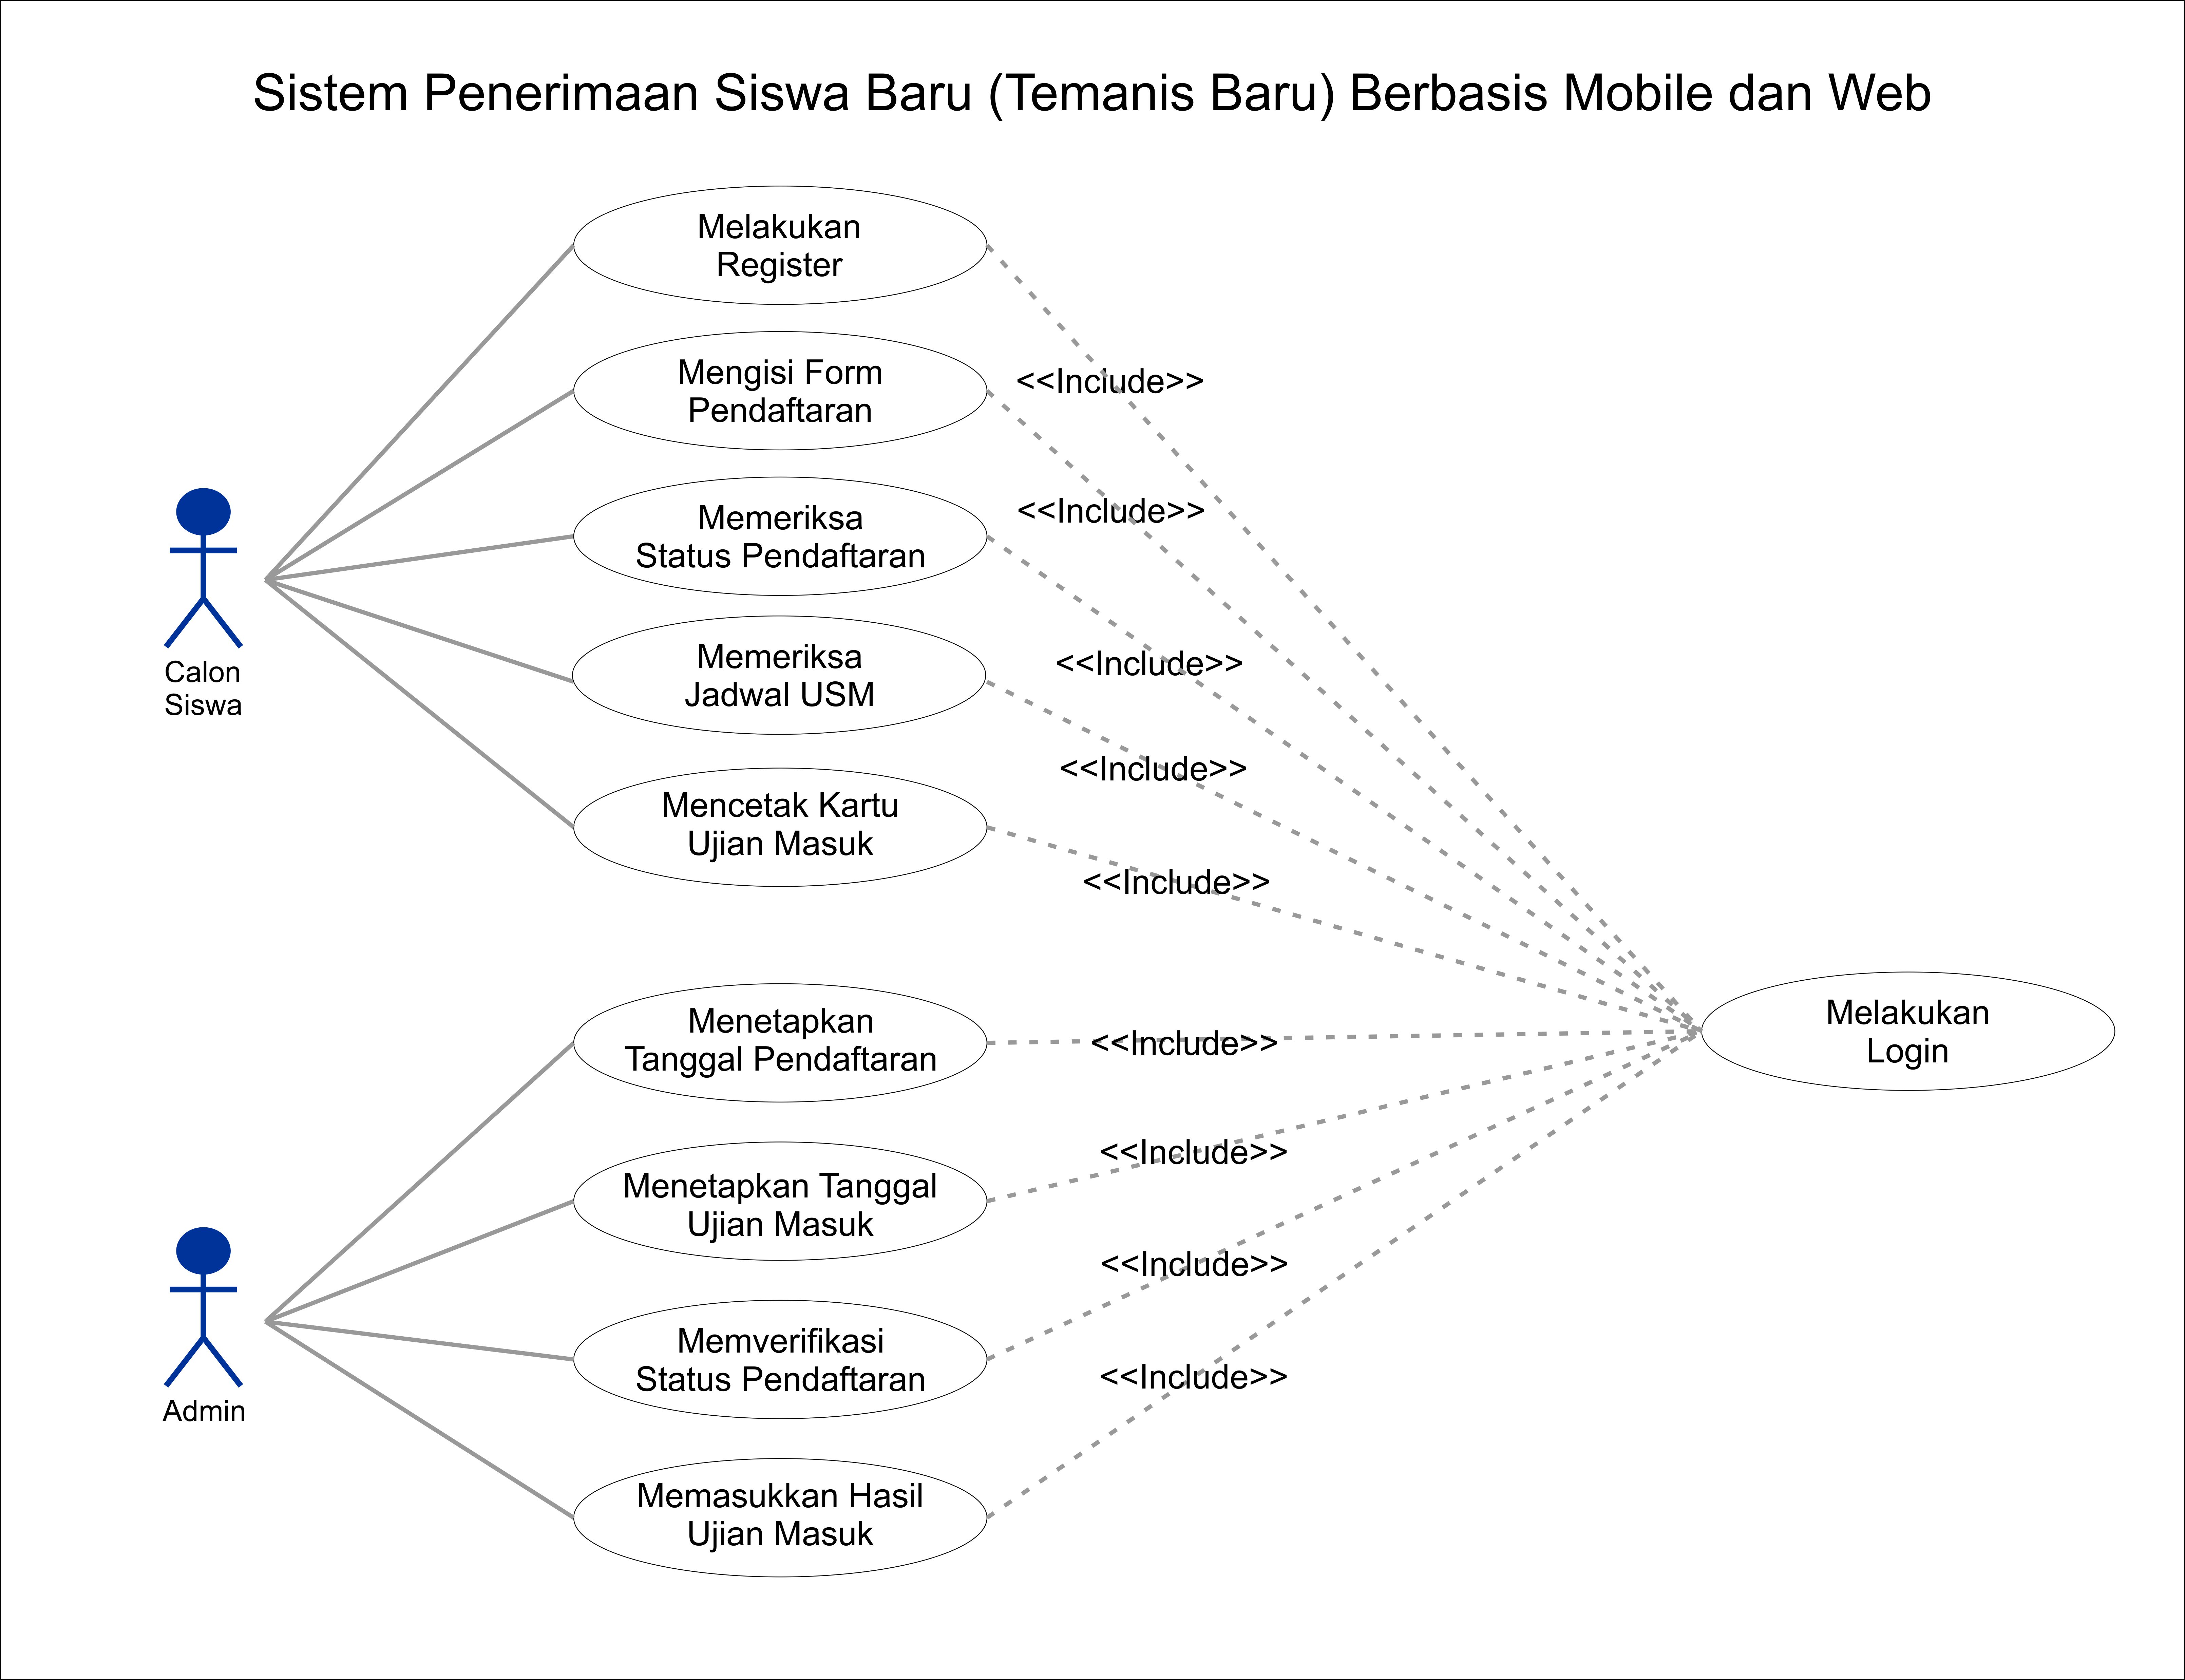 Sistem Penerimaan Siswa Baru (Temanis Baru) Berbasis Mobile dan Web
Melakukan
Register
Mengisi Form
Pendaftaran
<<Include>>
Memeriksa
Status Pendaftaran
<<Include>>
Calon
Siswa
Memeriksa
Jadwal USM
<<Include>>
<<Include>>
Mencetak Kartu
Ujian Masuk
<<Include>>
Menetapkan
Tanggal Pendaftaran
<<Include>>
Melakukan
Login
Menetapkan Tanggal
Ujian Masuk
<<Include>>
<<Include>>
Memverifikasi
Status Pendaftaran
<<Include>>
Admin
Memasukkan Hasil
Ujian Masuk